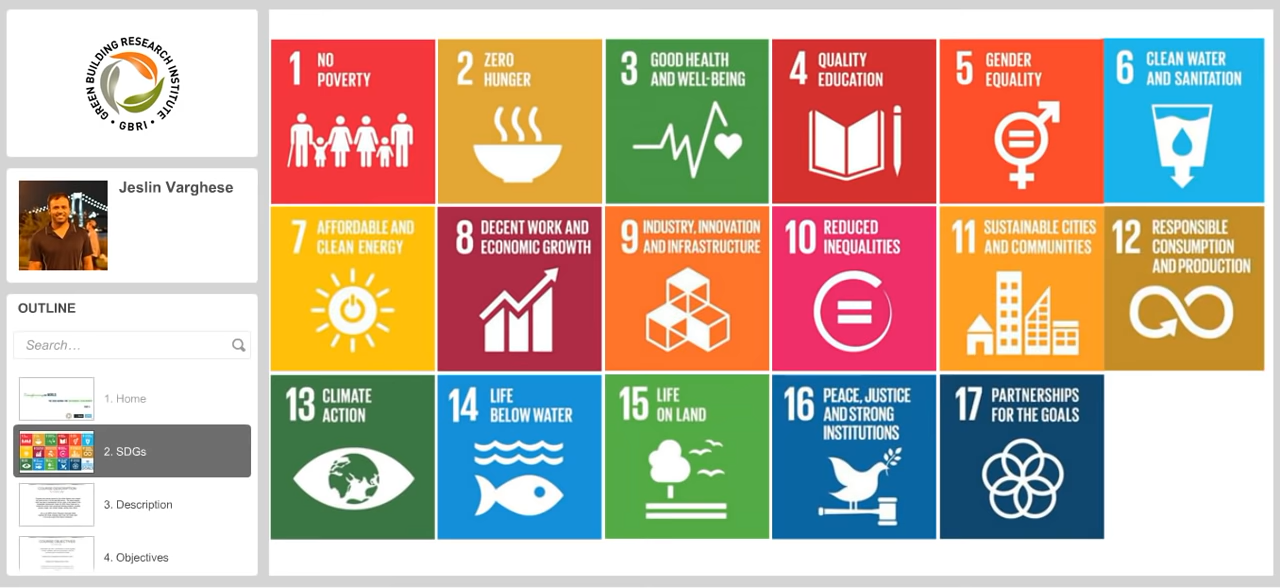 GREEN BUILDING RESEARCH INSTITUTE
• GBRI •
Jeslin Varghese
OUTLINE
Search...
1. Home
2. SDGs
3. Description
4. Objectives
1 NO
POVERTY
2 ZERO
HUNGER
3 GOOD HEALTH
AND WELL-BEING
4 QUALITY
EDUCATION
5 GENDER
EQUALITY
6 CLEAN WATER
AND SANITATION
7 AFFORDABLE AND
CLEAN ENERGY
8 DECENT WORK AND
ECONOMIC GROWTH
9 INDUSTRY, INNOVATION
AND INFRASTRUCTURE
10 REDUCED
INEQUALITIES
11 SUSTAINABLE CITIES
AND COMMUNITIES
12 RESPONSIBLE
CONSUMPTION
AND PRODUCTION
13 CLIMATE
ACTION
14 LIFE
BELOW WATER
15 LIFE
ON LAND
16 PEACE, JUSTICE
AND STRONG
INSTITUTIONS
17 PARTNERSHIPS
FOR THE GOALS